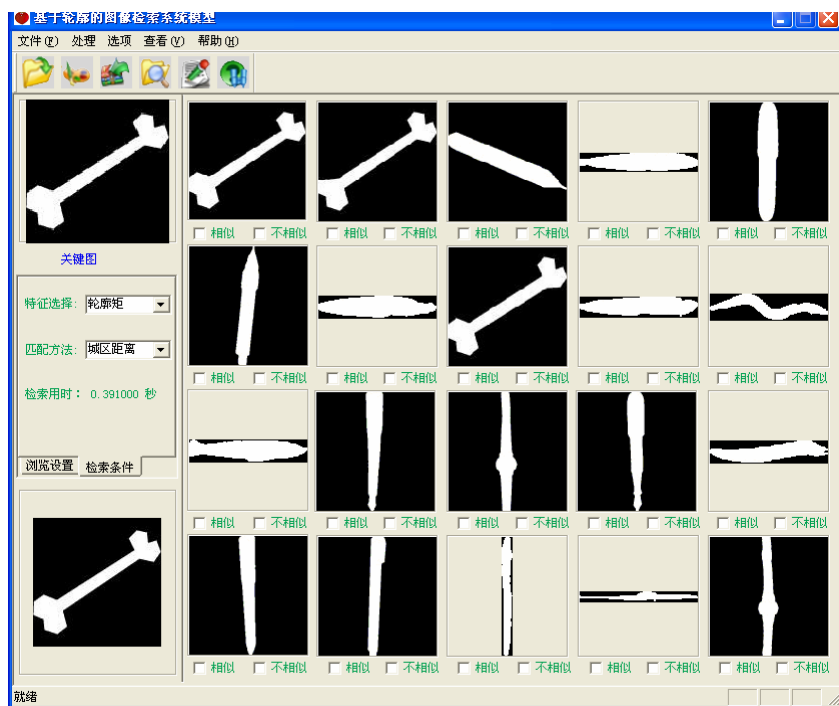 基于轮廓的图像检索系统模型
文件(F) 处理 选项 查看(V) 帮助(H)
关键图
特征选择: 轮廓矩
匹配方法: 城区距离
检索用时: 0.391000 秒
浏览设置 检索条件
相似 不相似 相似 不相似 相似 不相似 相似 不相似 相似 不相似
相似 不相似 相似 不相似 相似 不相似 相似 不相似 相似 不相似
相似 不相似 相似 不相似 相似 不相似 相似 不相似 相似 不相似
相似 不相似 相似 不相似 相似 不相似 相似 不相似 相似 不相似
就绪